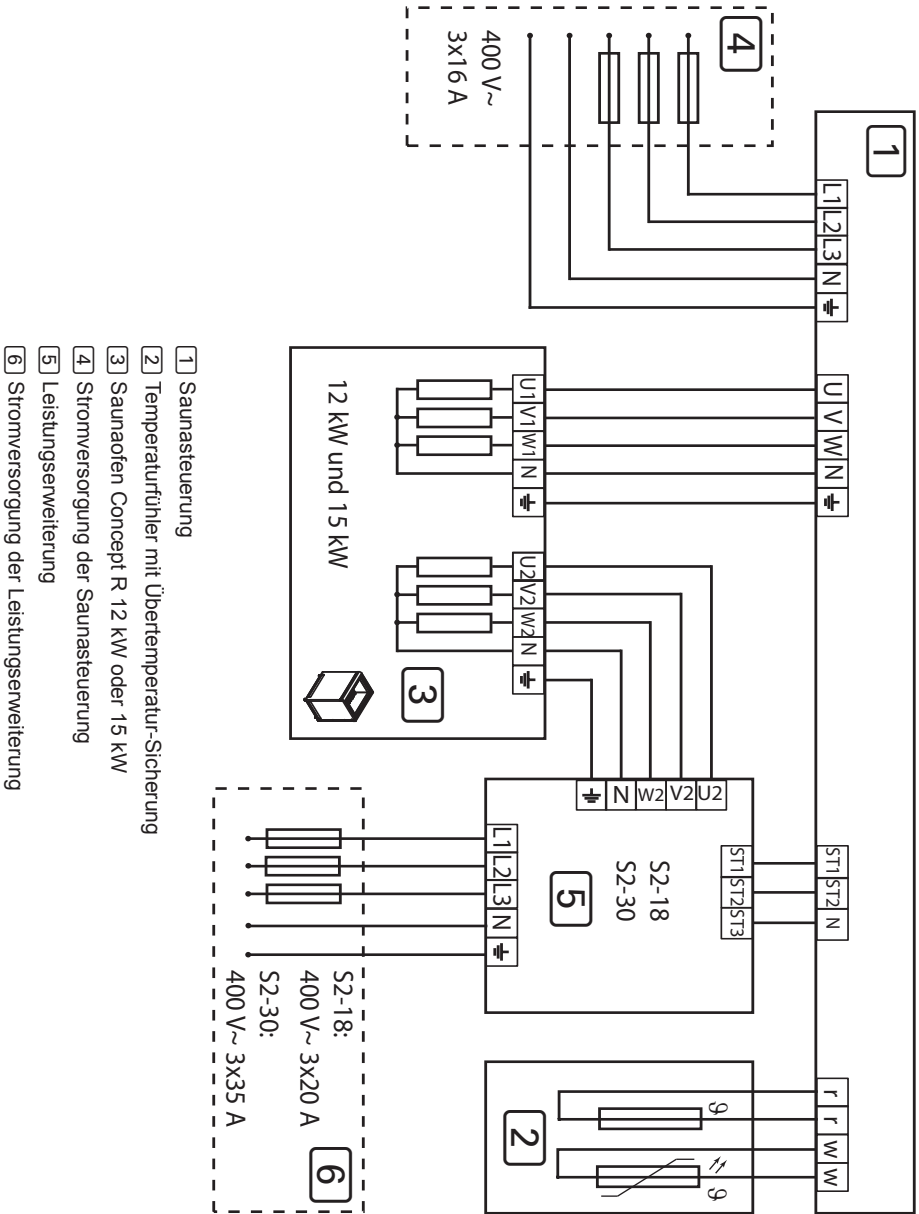 4
400 V~
3x16 A
1
L1 L2 L3 N ⏚
U V W N ⏚
ST1 ST2 N
r r w w
U1 V1 W1 N ⏚
U2 V2 W2 N ⏚
12 kW und 15 kW
3
⏚ N W2 V2 U2
ST1 ST2 ST3
S2-18
S2-30
5
L1 L2 L3 N ⏚
S2-18:
400 V~ 3x20 A
S2-30:
400 V~ 3x35 A
6
ϑ
ϑ
2
1 Saunasteuerung
2 Temperaturfühler mit Übertemperatur-Sicherung
3 Saunaofen Concept R 12 kW oder 15 kW
4 Stromversorgung der Saunasteuerung
5 Leistungserweiterung
6 Stromversorgung der Leistungserweiterung